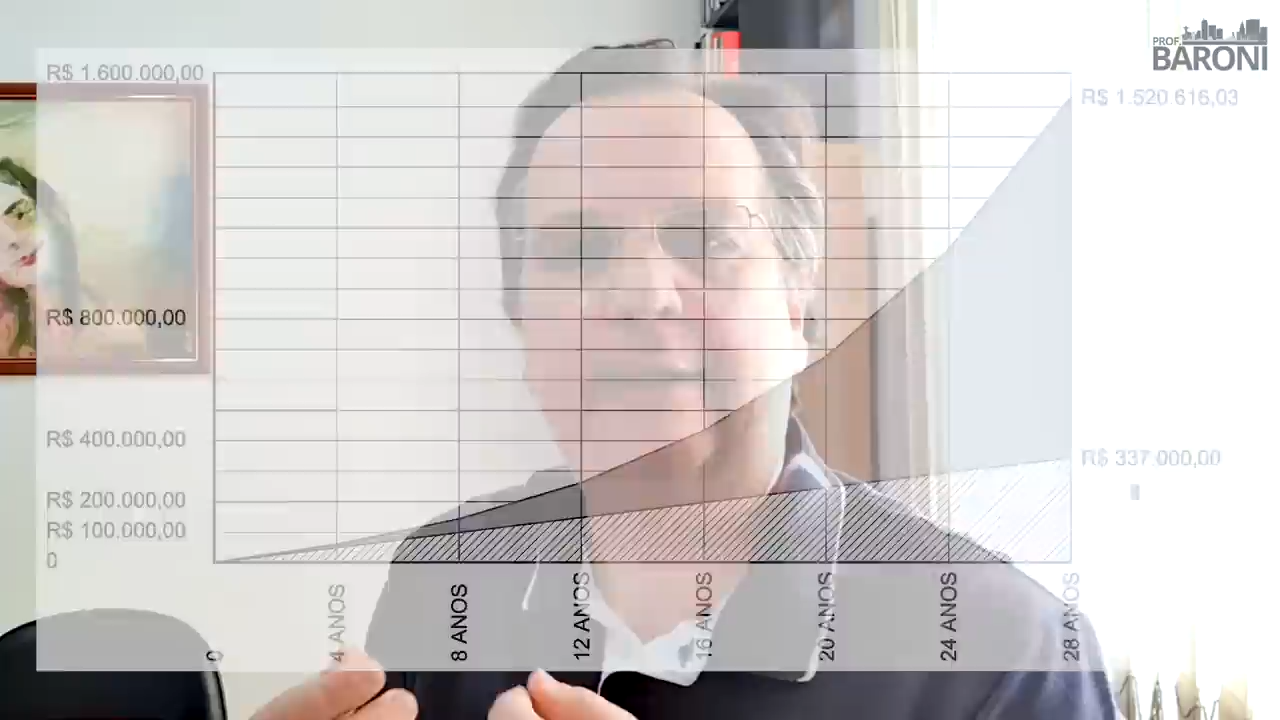 PROF.
BARONI
R$ 1.600.000,00
R$ 1.520.616,03
R$ 800.000,00
R$ 400.000,00
R$ 337.000,00
R$ 200.000,00
R$ 100.000,00
0
0
4 ANOS
8 ANOS
12 ANOS
16 ANOS
20 ANOS
24 ANOS
28 ANOS